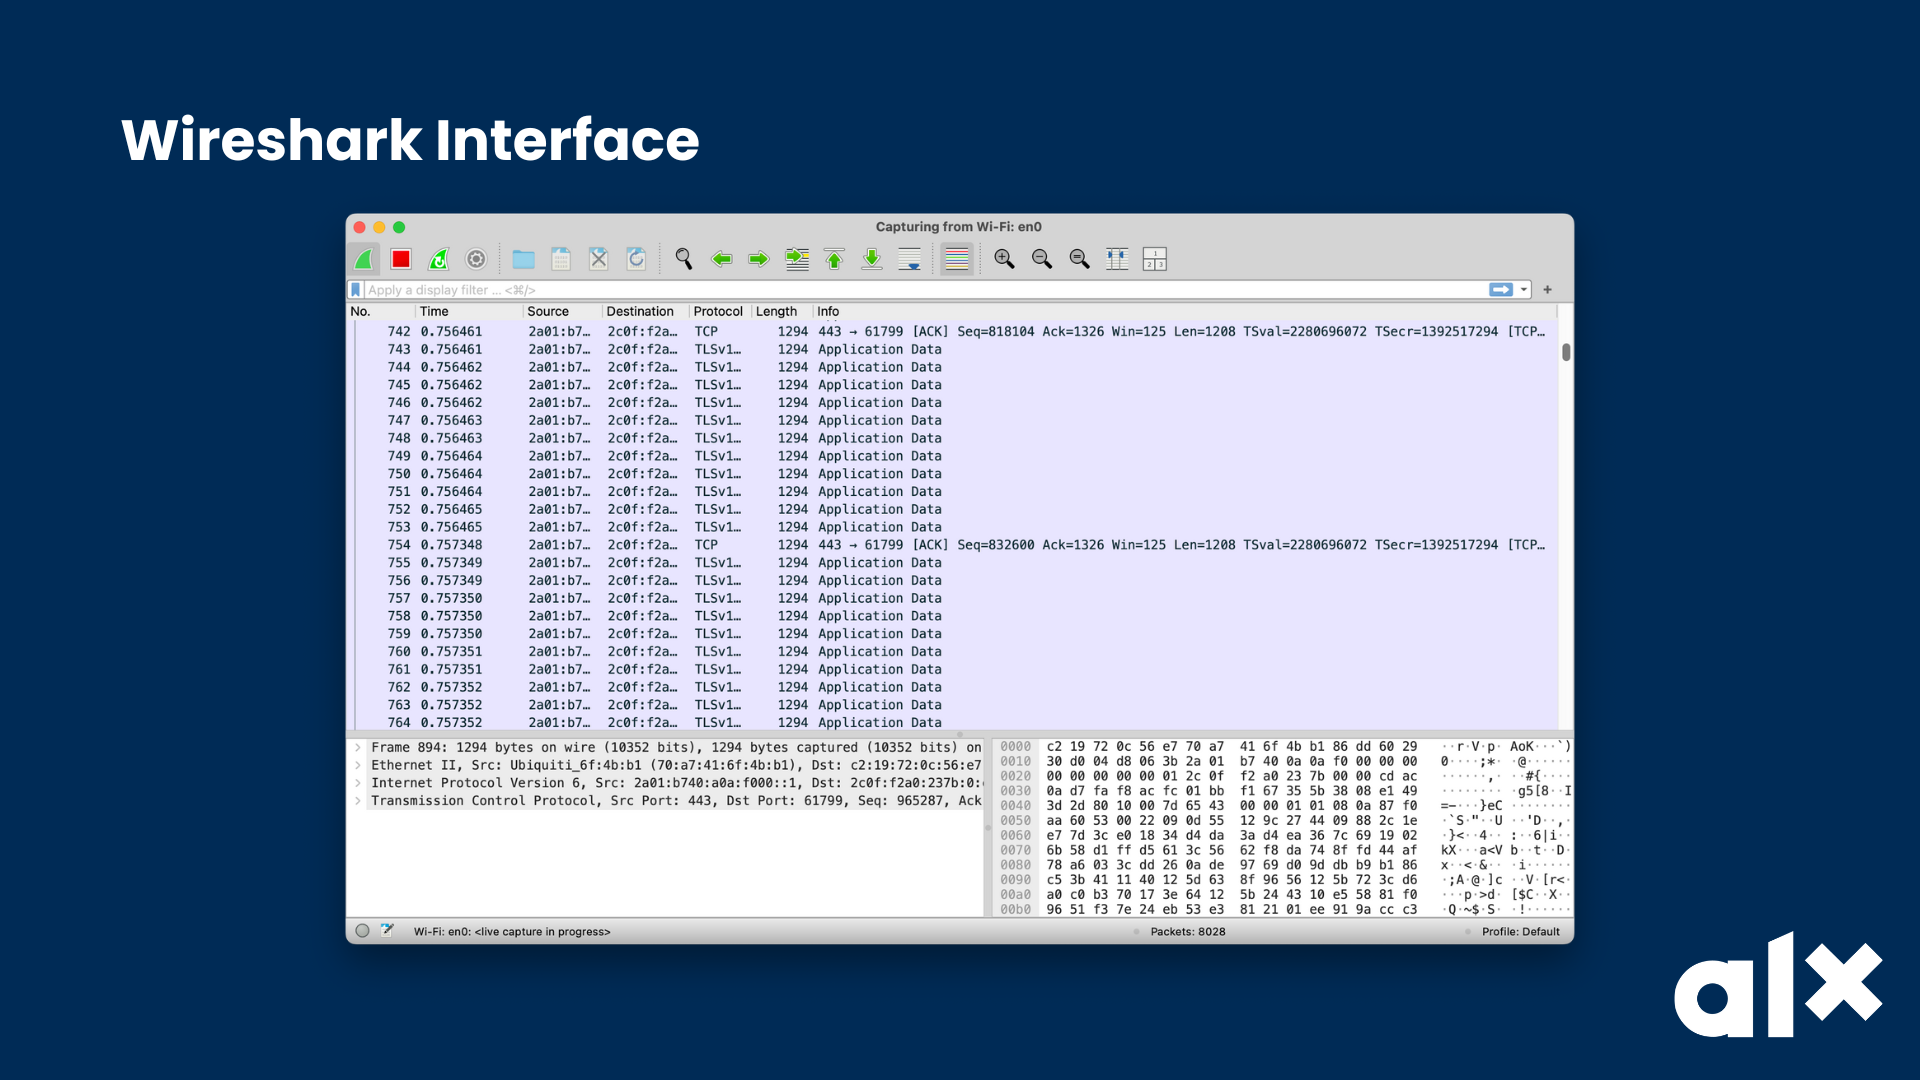 Wireshark Interface
Capturing from Wi-Fi: en0
Apply a display filter ... <⌘/>
No. Time Source Destination Protocol Length Info
742 0.756461 2a01:b7… 2c0f:f2a… TCP 1294 443 → 61799 [ACK] Seq=818104 Ack=1326 Win=125 Len=1208 TSval=2280696072 TSecr=1392517294 [TCP…
743 0.756461 2a01:b7… 2c0f:f2a… TLSv1… 1294 Application Data
744 0.756462 2a01:b7… 2c0f:f2a… TLSv1… 1294 Application Data
745 0.756462 2a01:b7… 2c0f:f2a… TLSv1… 1294 Application Data
746 0.756462 2a01:b7… 2c0f:f2a… TLSv1… 1294 Application Data
747 0.756463 2a01:b7… 2c0f:f2a… TLSv1… 1294 Application Data
748 0.756463 2a01:b7… 2c0f:f2a… TLSv1… 1294 Application Data
749 0.756464 2a01:b7… 2c0f:f2a… TLSv1… 1294 Application Data
750 0.756464 2a01:b7… 2c0f:f2a… TLSv1… 1294 Application Data
751 0.756464 2a01:b7… 2c0f:f2a… TLSv1… 1294 Application Data
752 0.756465 2a01:b7… 2c0f:f2a… TLSv1… 1294 Application Data
753 0.756465 2a01:b7… 2c0f:f2a… TLSv1… 1294 Application Data
754 0.757348 2a01:b7… 2c0f:f2a… TCP 1294 443 → 61799 [ACK] Seq=832600 Ack=1326 Win=125 Len=1208 TSval=2280696072 TSecr=1392517294 [TCP…
755 0.757349 2a01:b7… 2c0f:f2a… TLSv1… 1294 Application Data
756 0.757349 2a01:b7… 2c0f:f2a… TLSv1… 1294 Application Data
757 0.757350 2a01:b7… 2c0f:f2a… TLSv1… 1294 Application Data
758 0.757350 2a01:b7… 2c0f:f2a… TLSv1… 1294 Application Data
759 0.757350 2a01:b7… 2c0f:f2a… TLSv1… 1294 Application Data
760 0.757351 2a01:b7… 2c0f:f2a… TLSv1… 1294 Application Data
761 0.757351 2a01:b7… 2c0f:f2a… TLSv1… 1294 Application Data
762 0.757352 2a01:b7… 2c0f:f2a… TLSv1… 1294 Application Data
763 0.757352 2a01:b7… 2c0f:f2a… TLSv1… 1294 Application Data
764 0.757352 2a01:b7… 2c0f:f2a… TLSv1… 1294 Application Data
Frame 894: 1294 bytes on wire (10352 bits), 1294 bytes captured (10352 bits) on
Ethernet II, Src: Ubiquiti_6f:4b:b1 (70:a7:41:6f:4b:b1), Dst: c2:19:72:0c:56:e7
Internet Protocol Version 6, Src: 2a01:b740:a0a:f000::1, Dst: 2c0f:f2a0:237b:0:
Transmission Control Protocol, Src Port: 443, Dst Port: 61799, Seq: 965287, Ack
0000 c2 19 72 0c 56 e7 70 a7 41 6f 4b b1 86 dd 60 29 ··r·V·p· AoK···`)
0010 30 d0 04 d8 06 3b 2a 01 b7 40 0a 0a f0 00 00 00 0····;*· ·@······
0020 00 00 00 00 00 01 2c 0f f2 a0 23 7b 00 00 cd ac ······,· ··#{····
0030 0a d7 fa f8 ac fc 01 bb f1 67 35 5b 38 08 e1 49 ········ ·g5[8··I
0040 3d 2d 80 10 00 7d 65 43 00 00 01 01 08 0a 87 f0 =-···}eC ········
0050 aa 60 53 00 22 09 0d 55 12 9c 27 44 09 88 2c 1e ·`S·"··U ··'D··,·
0060 e7 7d 3c e0 18 34 d4 da 3a d4 ea 36 7c 69 19 02 ·}<··4·· :··6|i··
0070 6b 58 d1 ff d5 61 3c 56 62 f8 da 74 8f fd 44 af kX···a<V b··t··D·
0080 78 a6 03 3c dd 26 0a de 97 69 d0 9d db b9 b1 86 x··<·&·· ·i······
0090 c5 3b 41 11 40 12 5d 63 8f 96 56 12 5b 72 3c d6 ·;A·@·]c ··V·[r<·
00a0 a0 c0 b3 70 17 3e 64 12 5b 24 43 10 e5 58 81 f0 ···p·>d· [$C··X··
00b0 96 51 f3 7e 24 eb 53 e3 81 21 01 ee 91 9a cc c3 ·Q·~$·S· ·!······
Wi-Fi: en0: <live capture in progress>
Packets: 8028
Profile: Default
alx